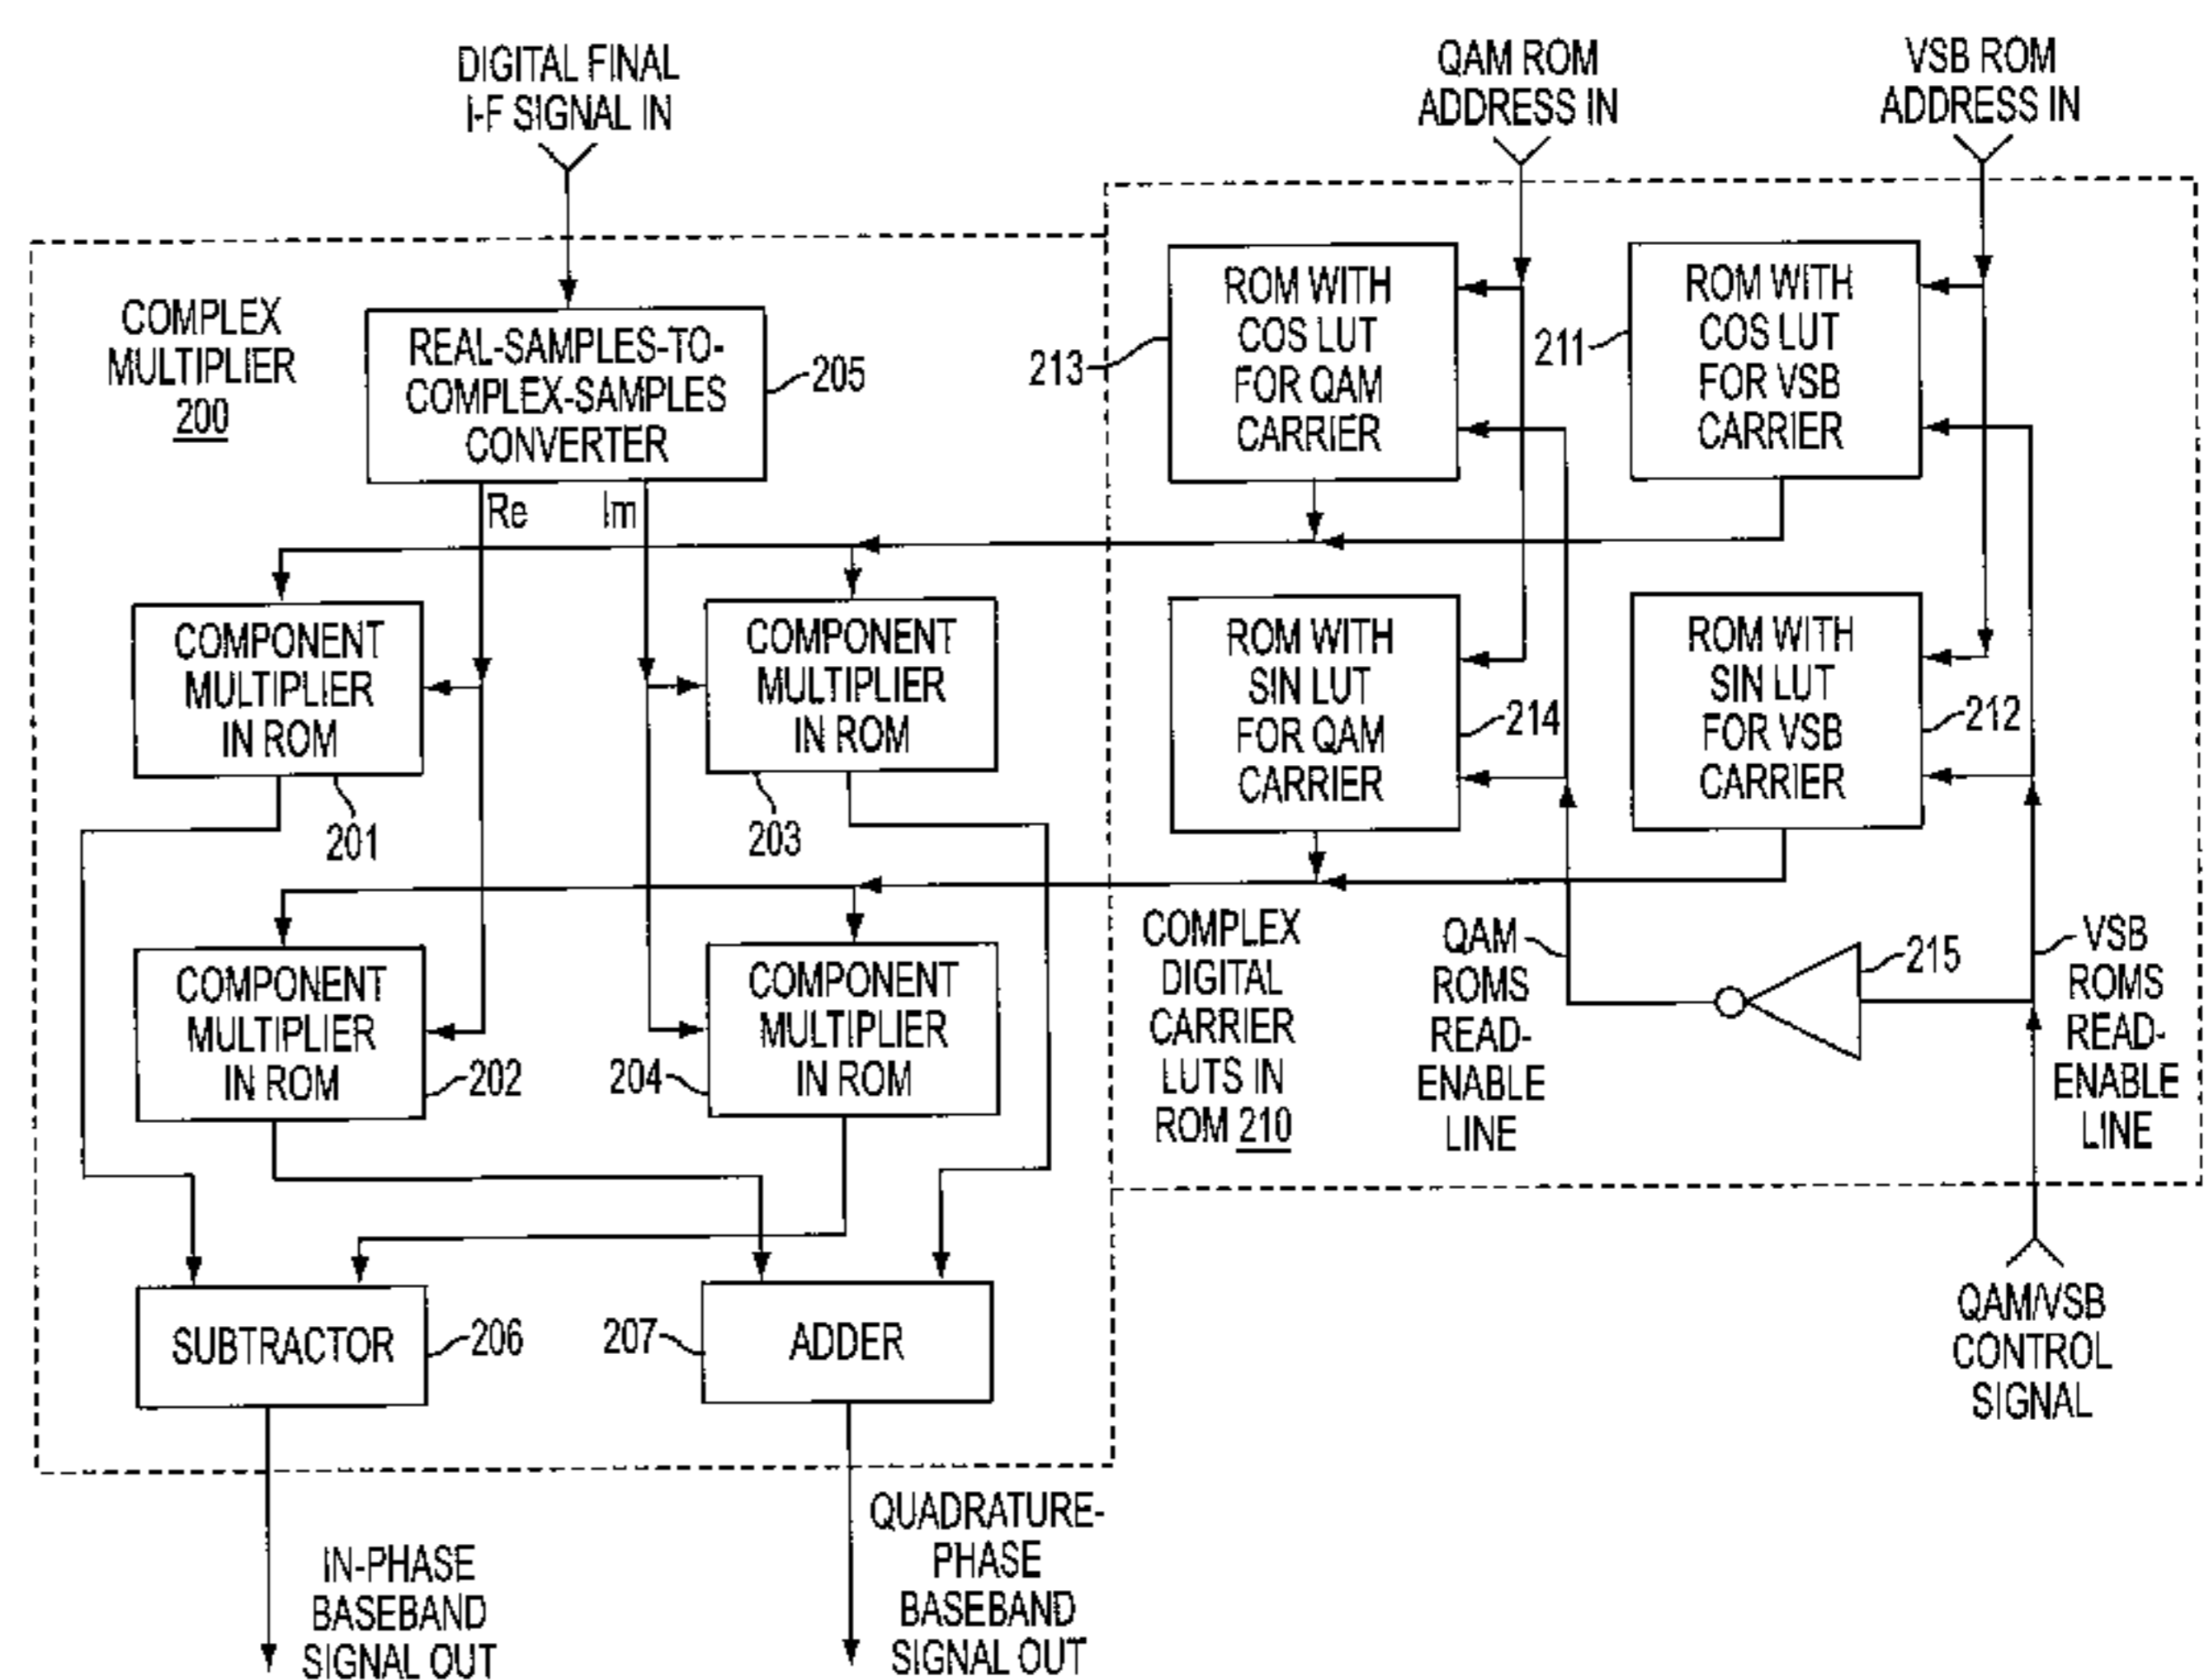 DIGITAL FINAL
I-F SIGNAL IN
QAM ROM
ADDRESS IN
VSB ROM
ADDRESS IN
COMPLEX
MULTIPLIER
200
REAL-SAMPLES-TO-
COMPLEX-SAMPLES
CONVERTER
205
Re
Im
213
ROM WITH
COS LUT
FOR QAM
CARRIER
211
ROM WITH
COS LUT
FOR VSB
CARRIER
COMPONENT
MULTIPLIER
IN ROM
201
COMPONENT
MULTIPLIER
IN ROM
203
ROM WITH
SIN LUT
FOR QAM
CARRIER
214
ROM WITH
SIN LUT
FOR VSB
CARRIER
212
COMPONENT
MULTIPLIER
IN ROM
202
204
COMPONENT
MULTIPLIER
IN ROM
COMPLEX
DIGITAL
CARRIER
LUTS IN
ROM 210
QAM
ROMS
READ-
ENABLE
LINE
215
VSB
ROMS
READ-
ENABLE
LINE
SUBTRACTOR
206
207
ADDER
QAM/VSB
CONTROL
SIGNAL
IN-PHASE
BASEBAND
SIGNAL OUT
QUADRATURE-
PHASE
BASEBAND
SIGNAL OUT